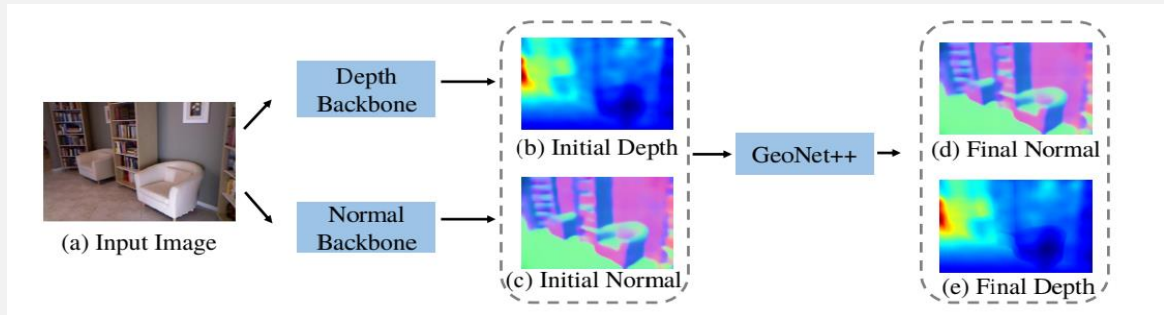 (a) Input Image
Depth
Backbone
Normal
Backbone
(b) Initial Depth
(c) Initial Normal
GeoNet++
(d) Final Normal
(e) Final Depth